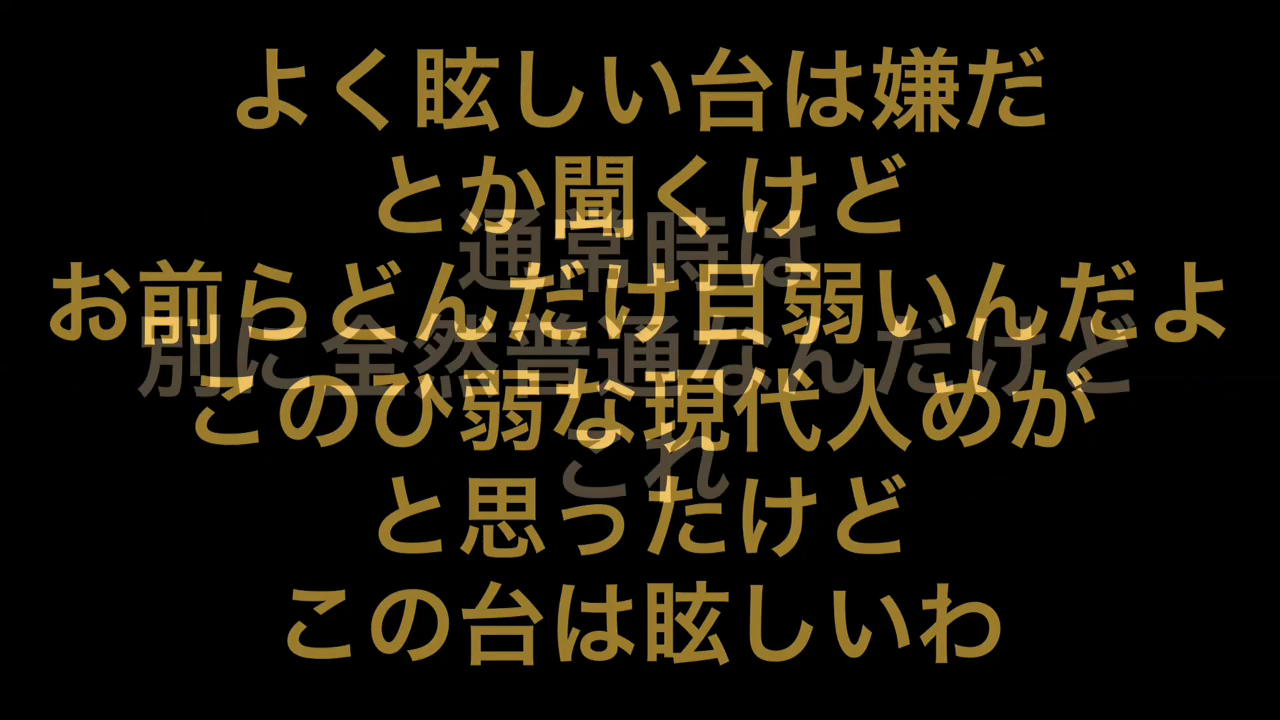 よく眩しい台は嫌だ
とか聞くけど
お前らどんだけ目弱いんだよ
このひ弱な現代人めが
と思ったけど
この台は眩しいわ
通常時は
別に全然普通なんだけど
これ